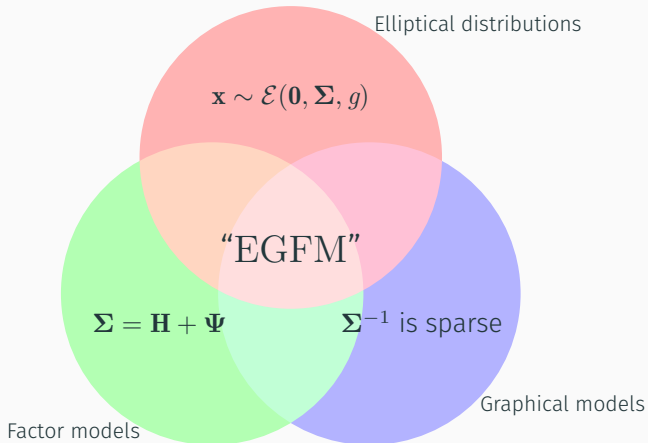 Elliptical distributions
𝐱 ∼ ℰ(𝟎, 𝚺, g)
“EGFM”
𝚺 = 𝐇 + 𝚿
𝚺⁻¹ is sparse
Graphical models
Factor models